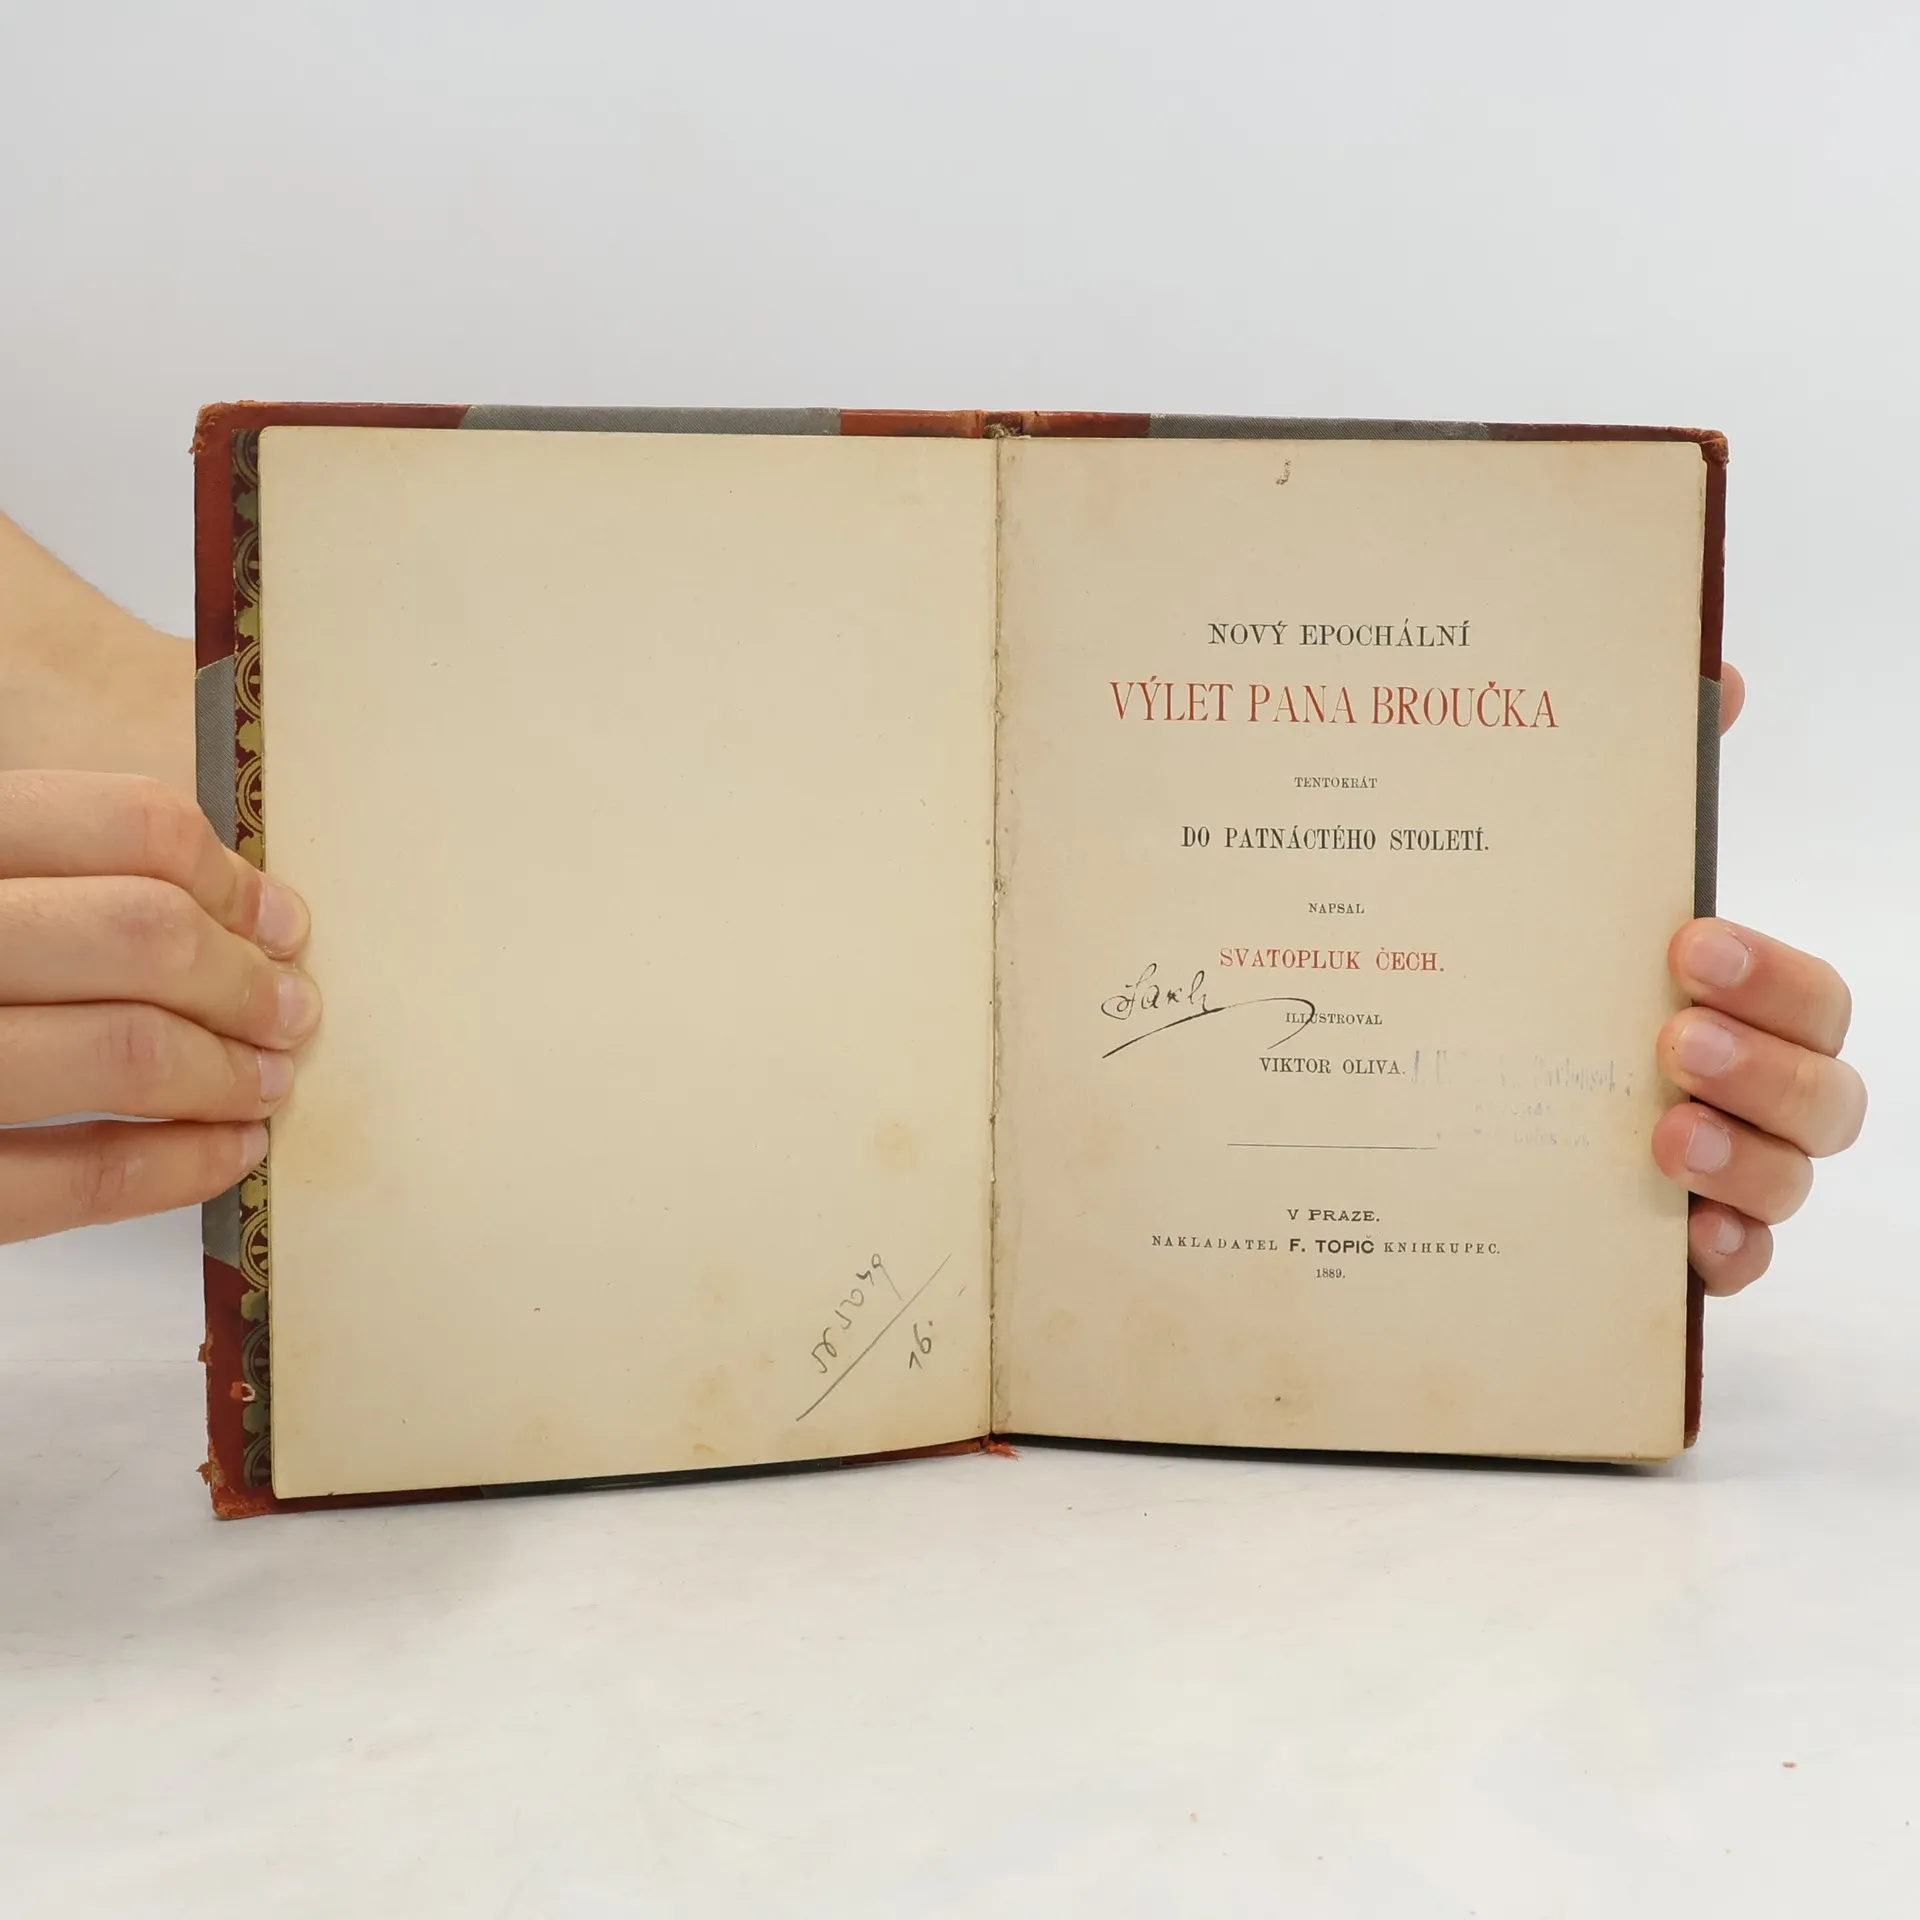 16.
NOVÝ EPOCHÁLNÍ
VÝLET PANA BROUČKA
TENTOKRÁT
DO PATNÁCTÉHO STOLETÍ.
NAPSAL
SVATOPLUK ČECH.
ILLUSTROVAL
VIKTOR OLIVA.
V PRAZE.
NAKLADATEL F. TOPIČ KNIHKUPEC.
1889.